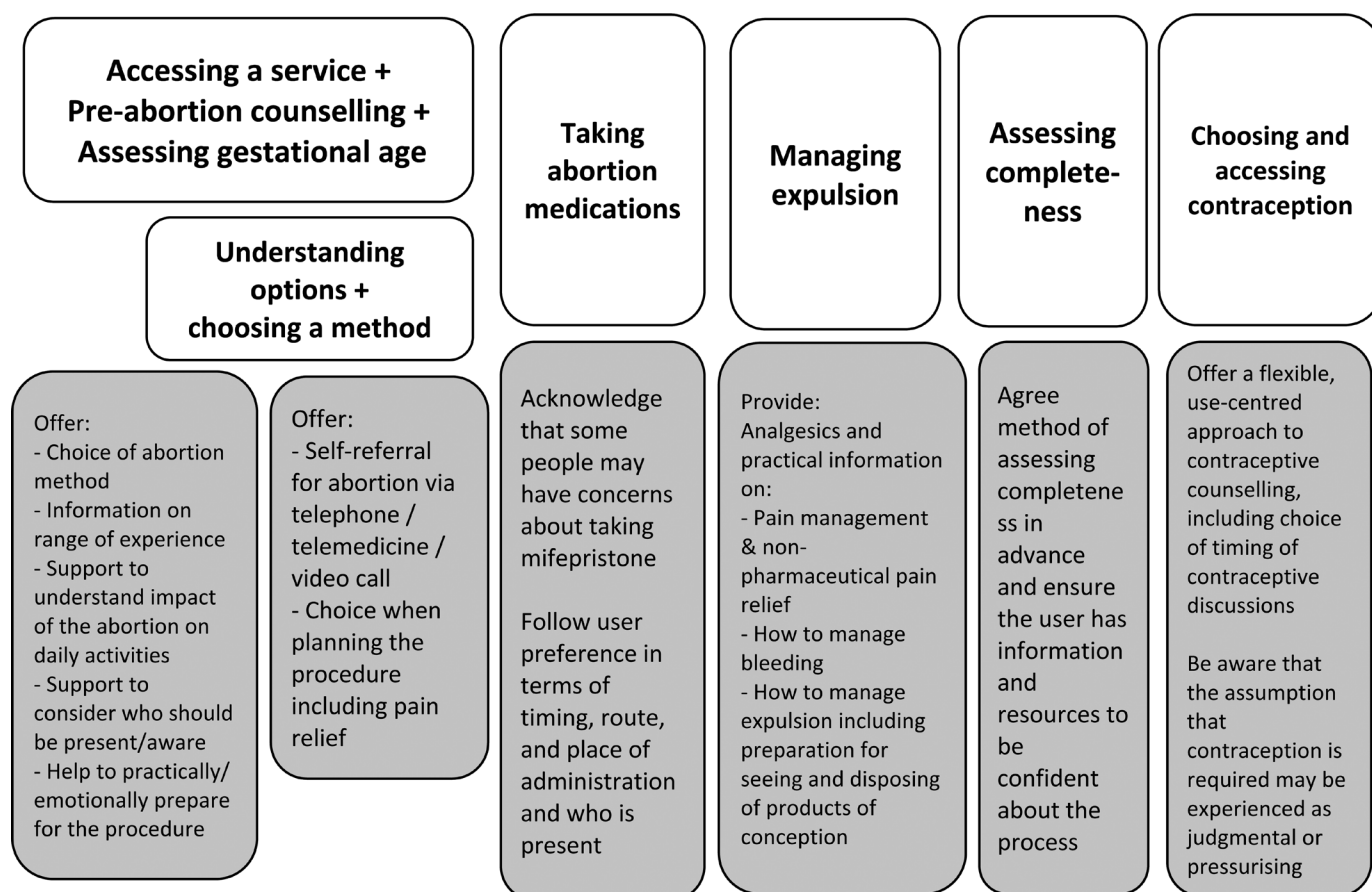 Accessing a service +
Pre-abortion counselling +
Assessing gestational age
Understanding
options +
choosing a method
Taking
abortion
medications
Managing
expulsion
Assessing
complete-
ness
Choosing and
accessing
contraception
Offer:
- Choice of abortion
method
- Information on
range of experience
- Support to
understand impact
of the abortion on
daily activities
- Support to
consider who should
be present/aware
- Help to practically/
emotionally prepare
for the procedure
Offer:
- Self-referral
for abortion via
telephone /
telemedicine /
video call
- Choice when
planning the
procedure
including pain
relief
Acknowledge
that some
people may
have concerns
about taking
mifepristone
Follow user
preference in
terms of
timing, route,
and place of
administration
and who is
present
Provide:
Analgesics and
practical information
on:
- Pain management
& non-
pharmaceutical pain
relief
- How to manage
bleeding
- How to manage
expulsion including
preparation for
seeing and disposing
of products of
conception
Agree
method of
assessing
completene
ss in
advance
and ensure
the user has
information
and
resources to
be
confident
about the
process
Offer a flexible,
use-centred
approach to
contraceptive
counselling,
including choice
of timing of
contraceptive
discussions
Be aware that
the assumption
that
contraception is
required may be
experienced as
judgmental or
pressurising